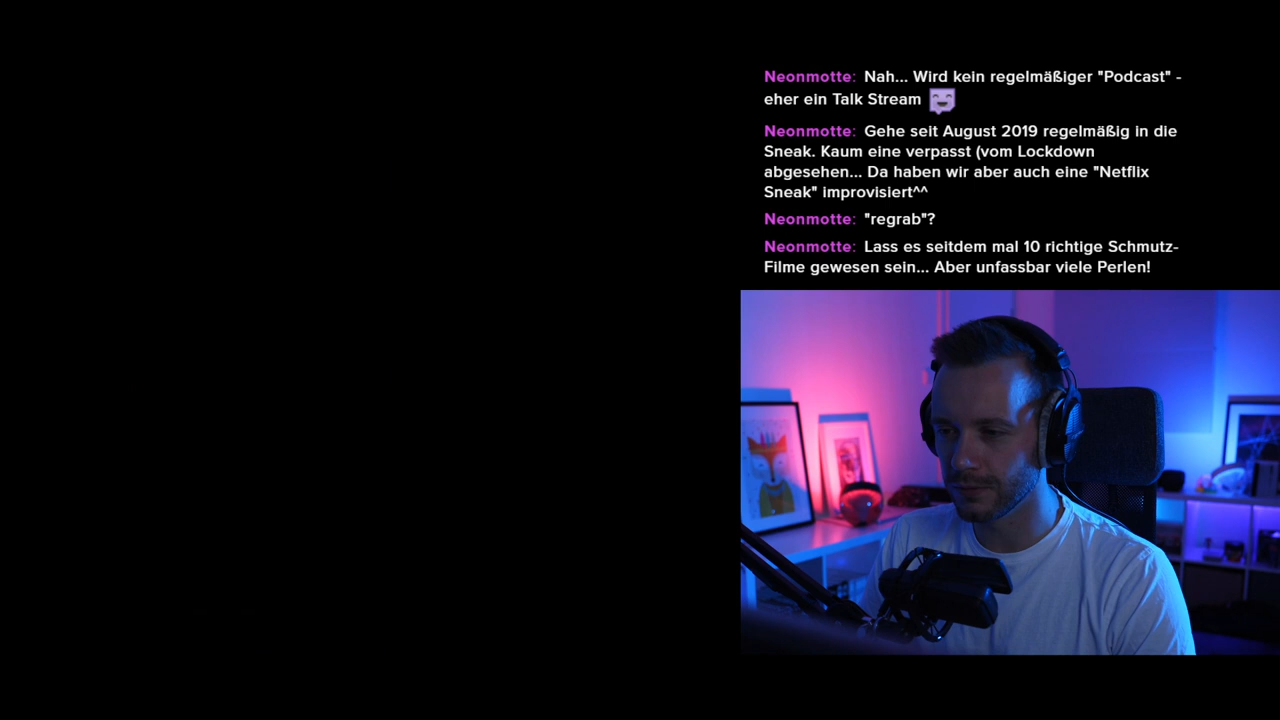 Neonmotte: Nah... Wird kein regelmäßiger "Podcast" -
eher ein Talk Stream
Neonmotte: Gehe seit August 2019 regelmäßig in die
Sneak. Kaum eine verpasst (vom Lockdown
abgesehen... Da haben wir aber auch eine "Netflix
Sneak" improvisiert^^
Neonmotte: "regrab"?
Neonmotte: Lass es seitdem mal 10 richtige Schmutz-
Filme gewesen sein... Aber unfassbar viele Perlen!